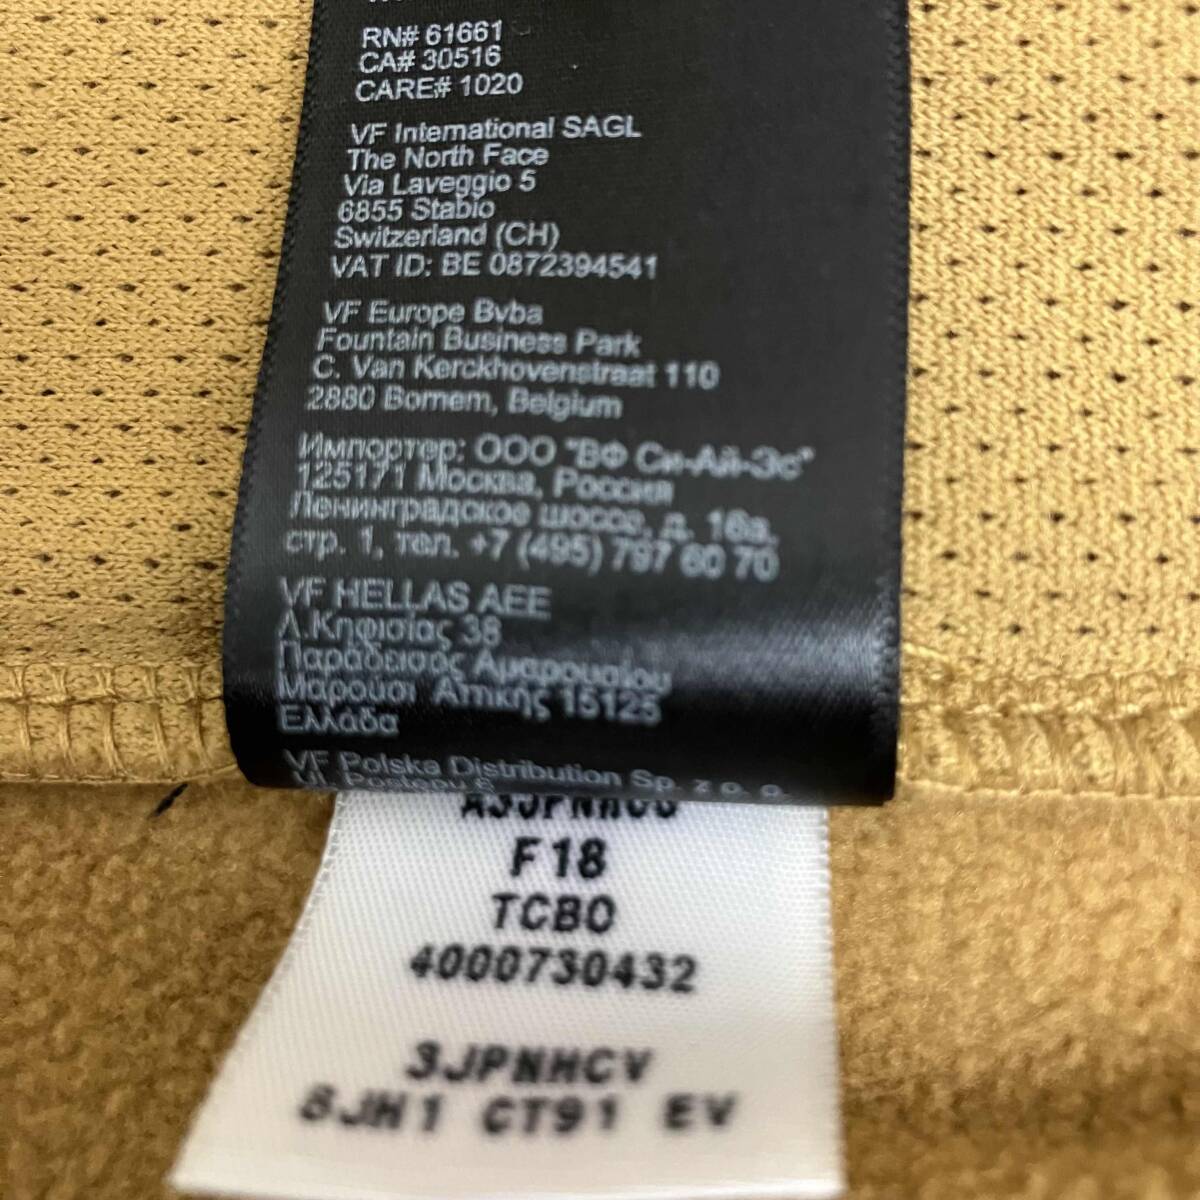 RN# 61661
CA# 30516
CARE# 1020
VF International SAGL
The North Face
Via Laveggio 5
6855 Stabio
Switzerland (CH)
VAT ID: BE 0872394541
VF Europe Bvba
Fountain Business Park
C. Van Kerckhovenstraat 110
2880 Bornem, Belgium
Импортер: ООО "ВФ Си-Ай-Эс"
125171 Москва, Россия
Ленинградское шоссе, д. 16а,
стр. 1, тел. +7 (495) 797 60 70
VF HELLAS AEE
Λ.Κηφισίας 38
Παράδεισος Αμαρουσίου
Μαρούσι Αττικής 15125
Ελλάδα
VF Polska Distribution Sp. z o. o.
F18
TCBO
4000730432
3JPNHCV
8JH1 CT91 EV